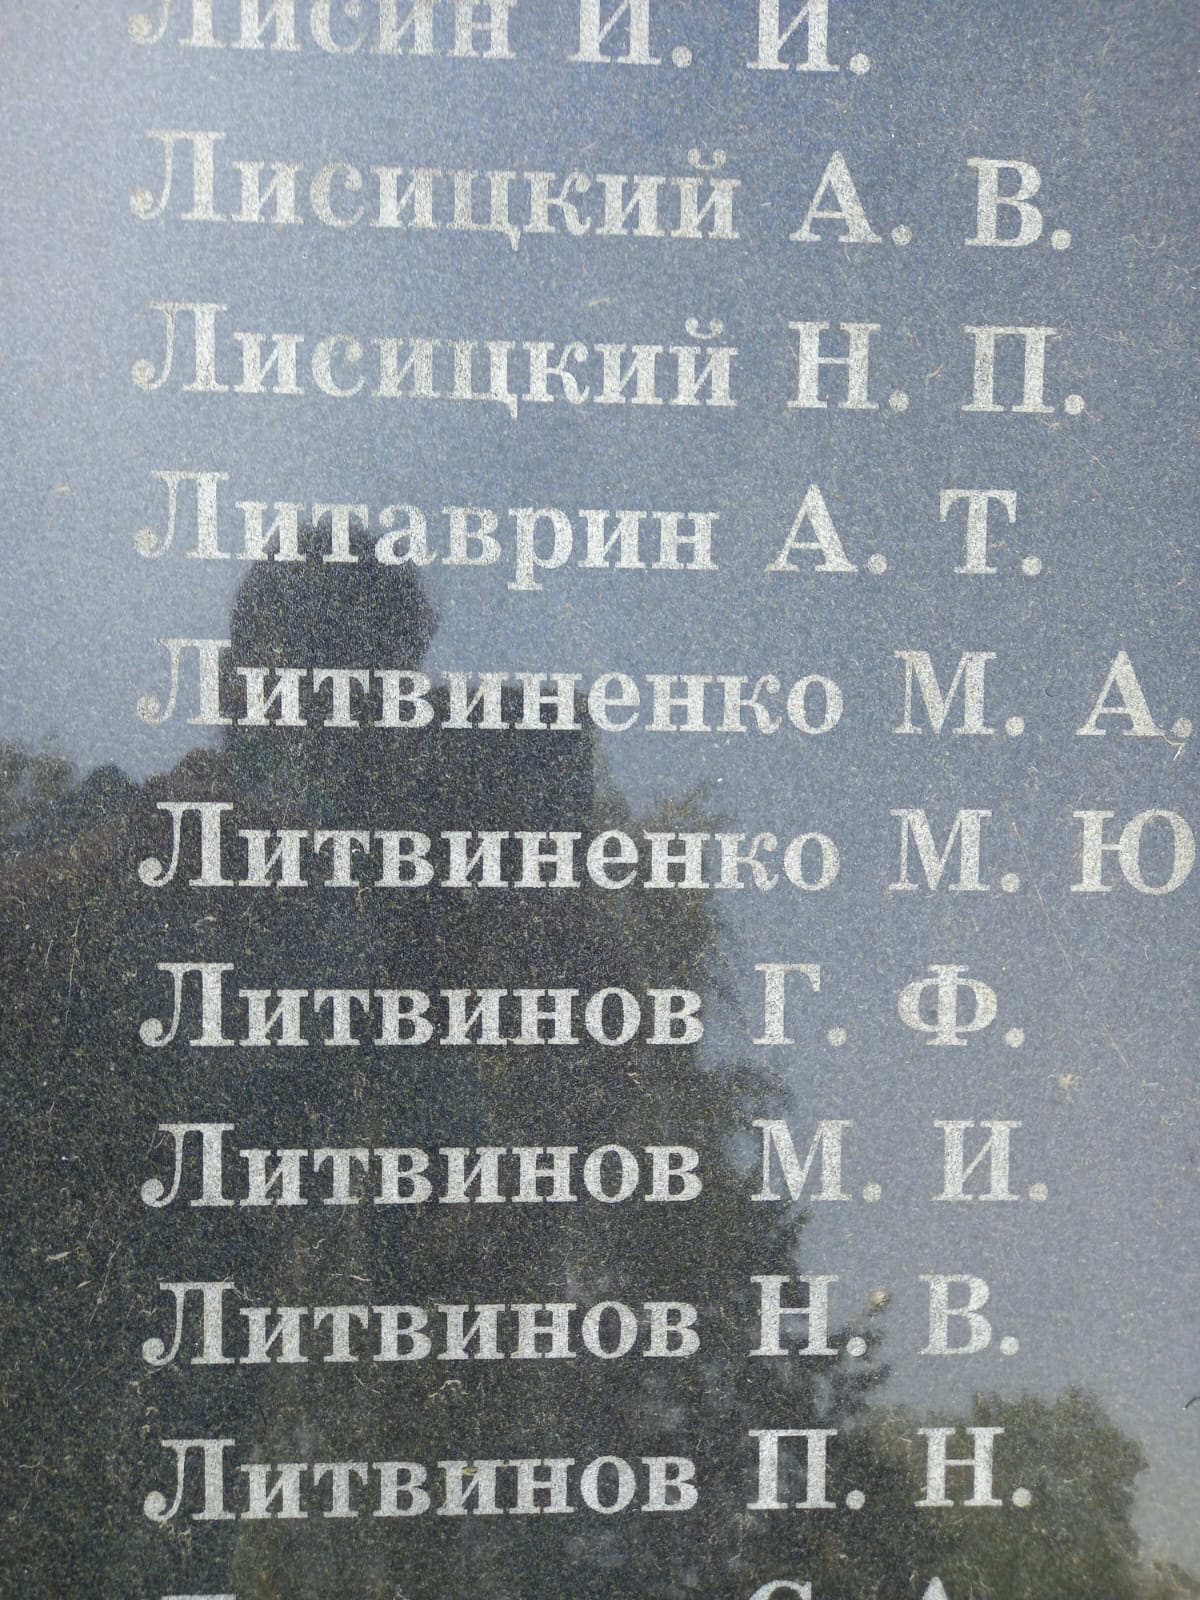 Лисин И. И.
Лисицкий А. В.
Лисицкий Н. П.
Литаврин А. Т.
Литвиненко М. А.
Литвиненко М. Ю
Литвинов Г. Ф.
Литвинов М. И.
Литвинов Н. В.
Литвинов П. Н.